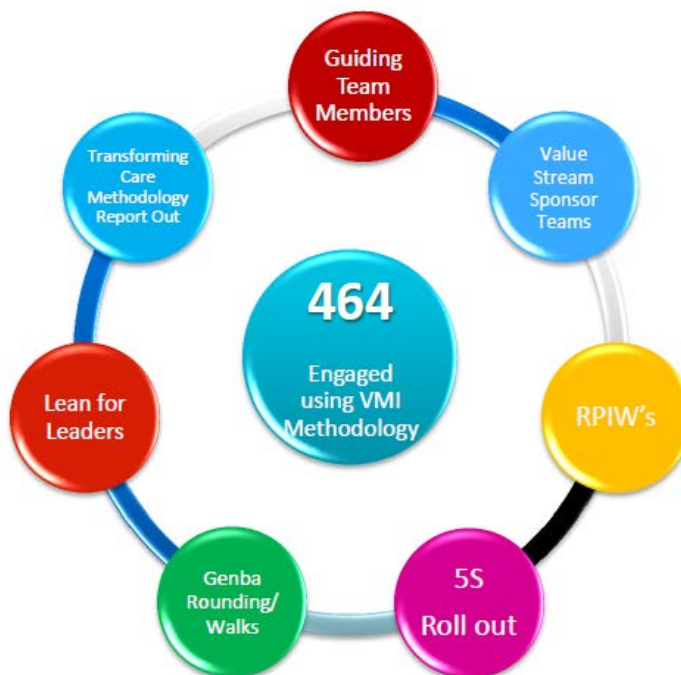 Guiding
Team
Members
Value
Stream
Sponsor
Teams
RPIW's
5S
Roll out
Genba
Rounding/
Walks
Lean for
Leaders
Transforming
Care
Methodology
Report Out
464
Engaged
using VMI
Methodology